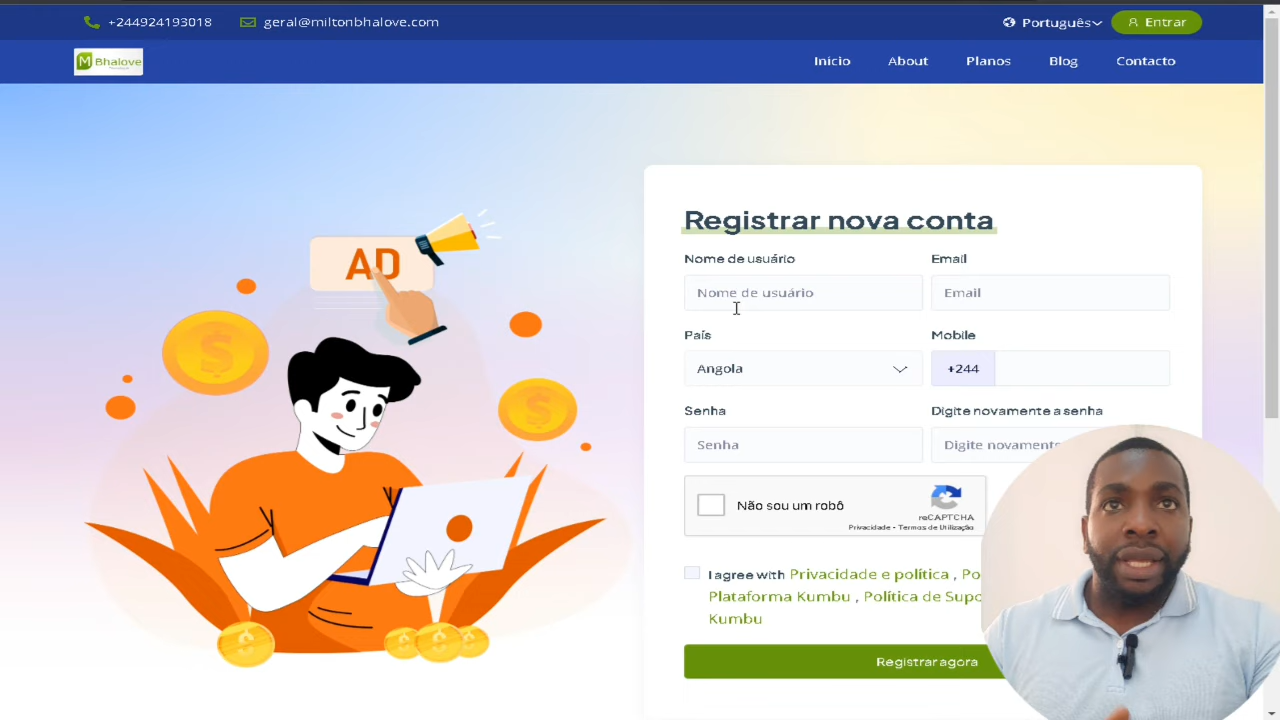 +244924193018
geral@miltonbhalove.com
Português
Entrar
M Bhalove
Inicio
About
Planos
Blog
Contacto
AD
Registrar nova conta
Nome de usuário
Email
Nome de usuário
Email
País
Mobile
Angola
+244
Senha
Digite novamente a senha
Senha
Digite novamente
Não sou um robô
reCAPTCHA
Privacidade - Termos de Utilização
I agree with Privacidade e política , Po
Plataforma Kumbu , Política de Supo
Kumbu
Registrar agora